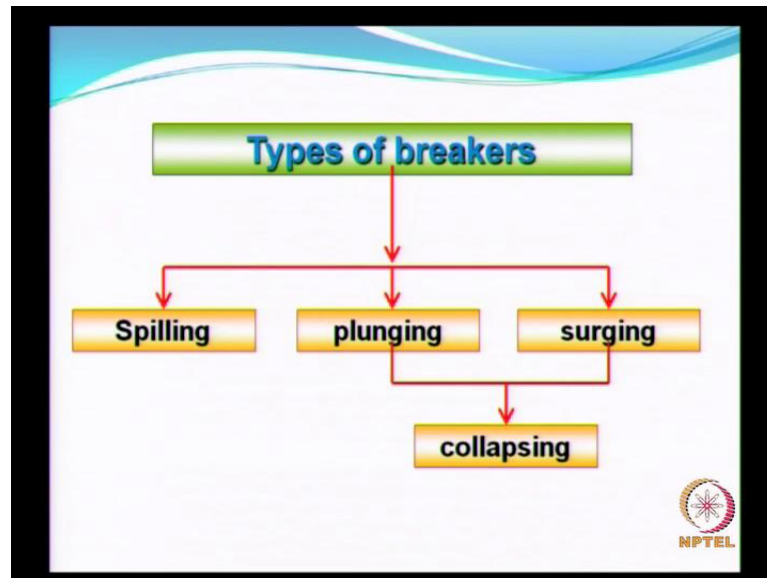 Types of breakers
Spilling
plunging
surging
collapsing
NPTEL